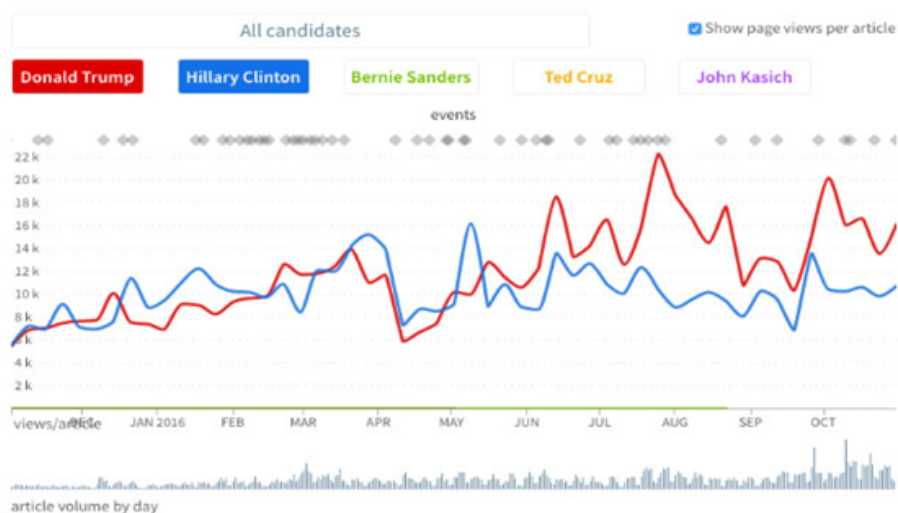 All candidates
Show page views per article
Donald Trump Hillary Clinton Bernie Sanders Ted Cruz John Kasich
events
22 k
20 k
18 k
16 k
14 k
12 k
10 k
8 k
6 k
4 k
2 k
views/article DEC JAN 2016 FEB MAR APR MAY JUN JUL AUG SEP OCT
article volume by day